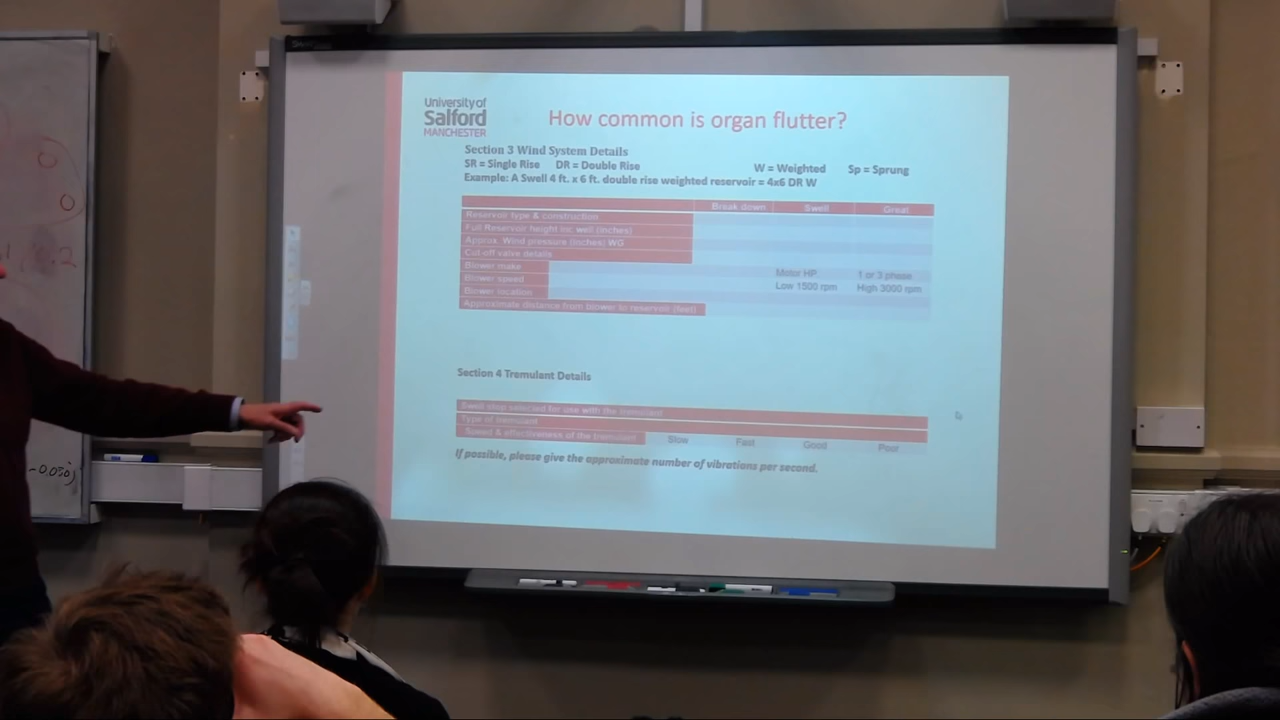 University of
Salford
MANCHESTER
How common is organ flutter?
Section 3 Wind System Details
SR = Single Rise DR = Double Rise W = Weighted Sp = Sprung
Example: A Swell 4 ft. x 6 ft. double rise weighted reservoir = 4x6 DR W
Break down Swell Great
Reservoir type & construction
Full Reservoir height inc well (inches)
Approx. Wind pressure (inches) WG
Cut-off valve details
Blower make Motor HP: 1 or 3 phase
Blower speed Low 1500 rpm High 3000 rpm
Blower location
Approximate distance from blower to reservoir (feet)
Section 4 Tremulant Details
Swell stop selected for use with the tremulant
Type of tremulant
Speed & effectiveness of the tremulant Slow Fast Good Poor
If possible, please give the approximate number of vibrations per second.